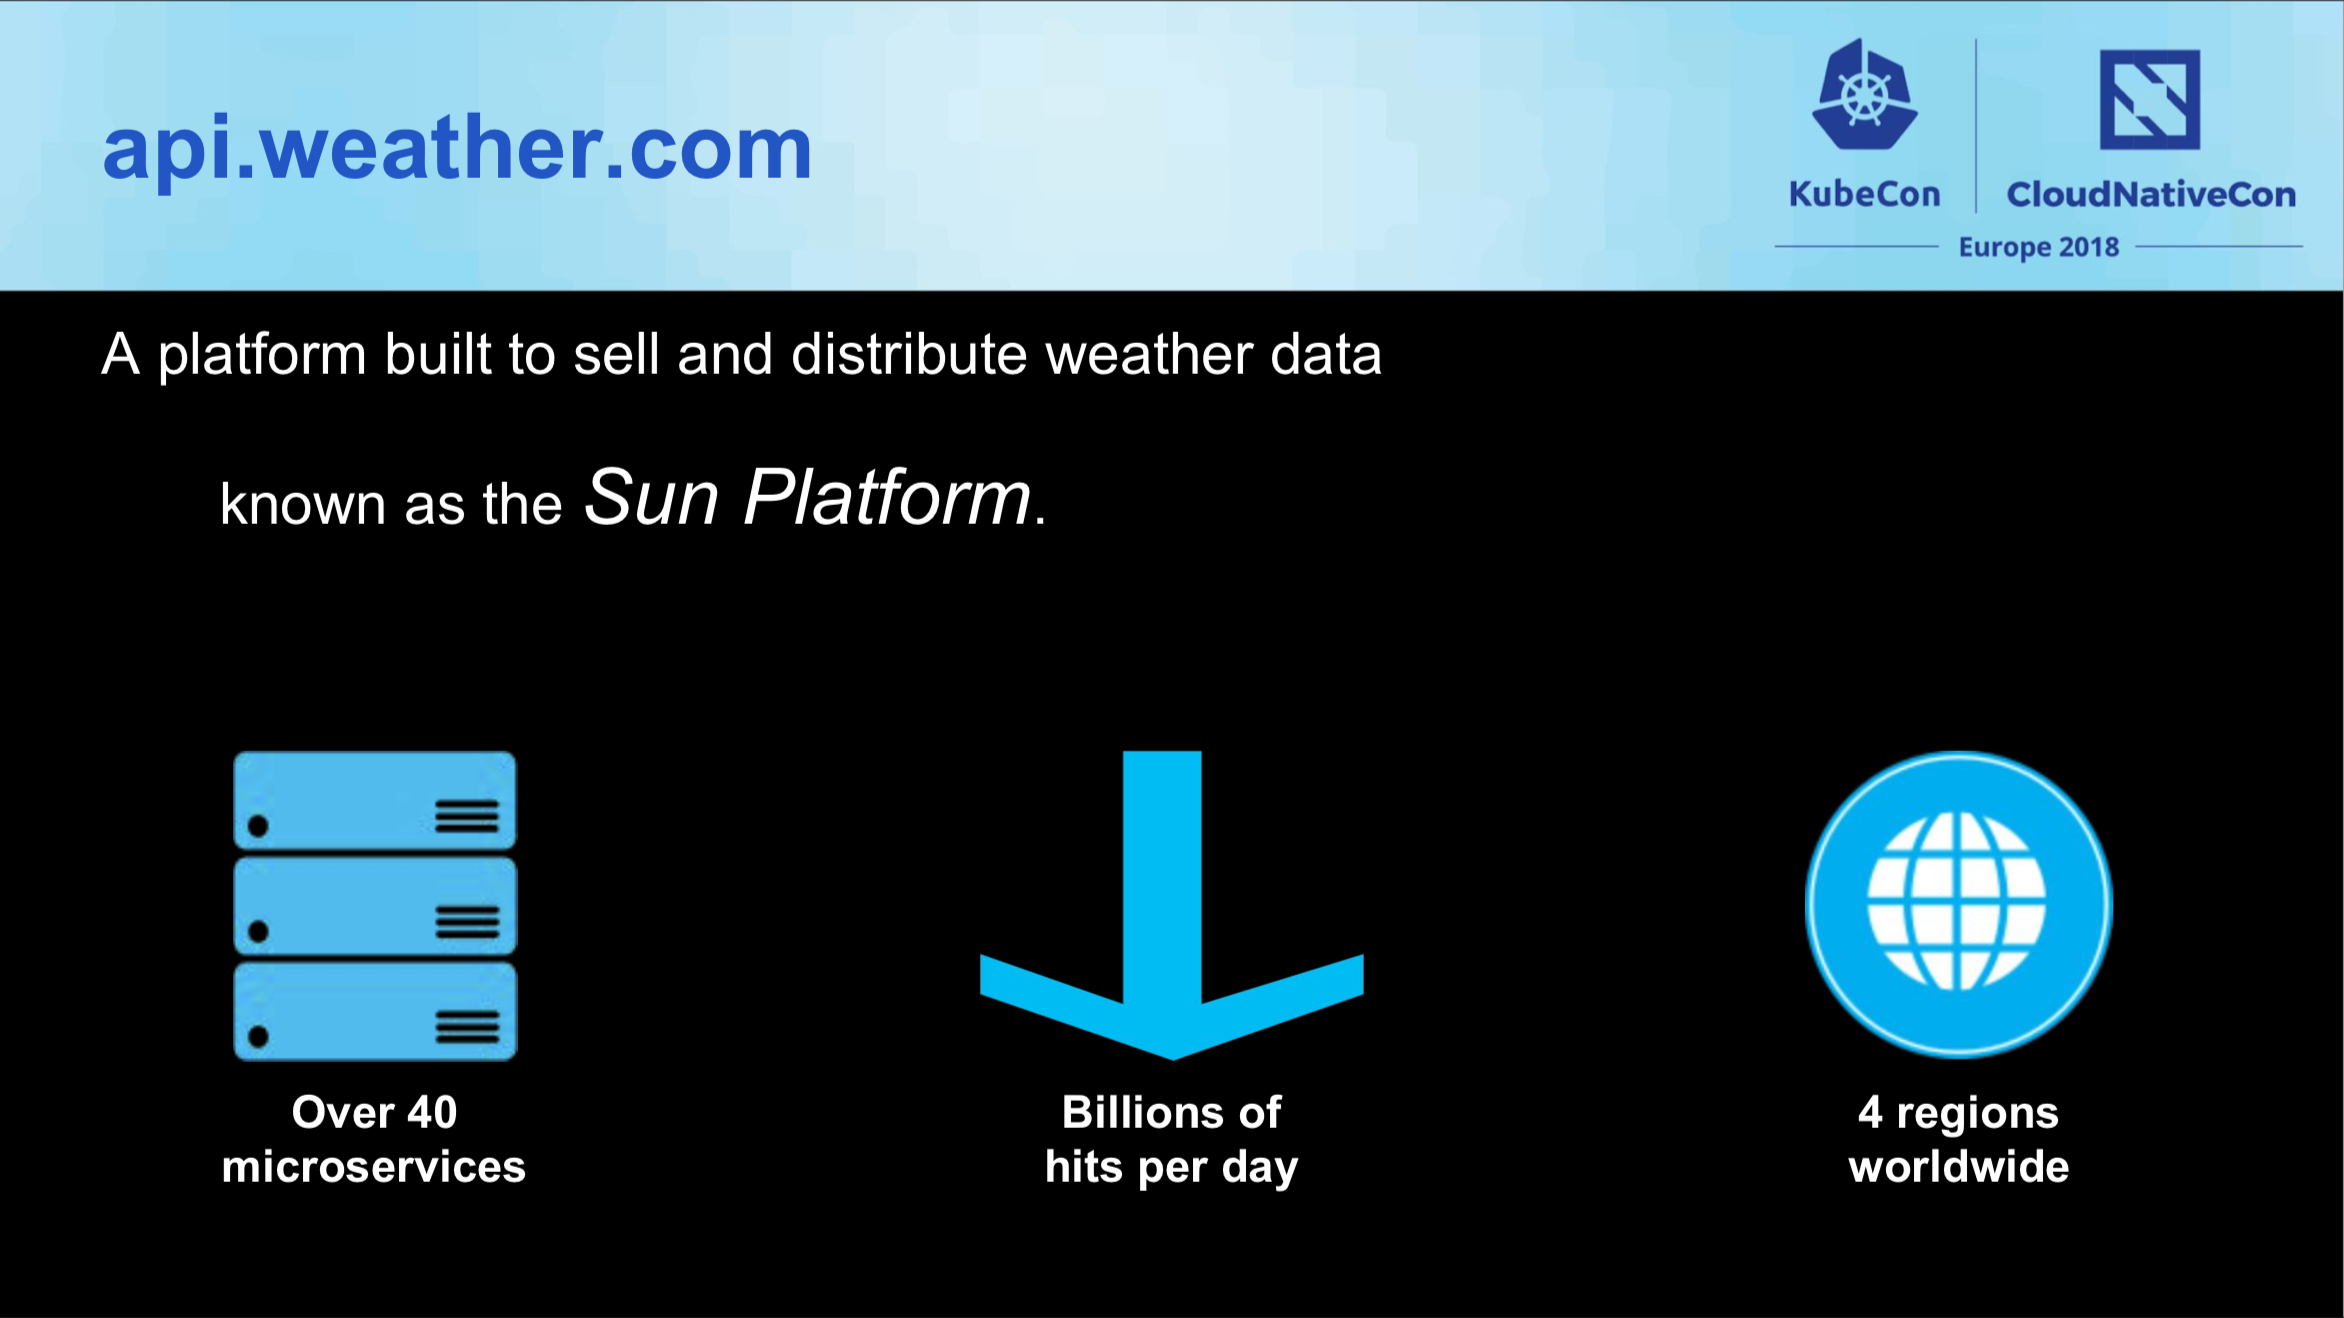 api.weather.com
KubeCon
CloudNativeCon
Europe 2018
A platform built to sell and distribute weather data
known as the Sun Platform.
Over 40
microservices
Billions of
hits per day
4 regions
worldwide